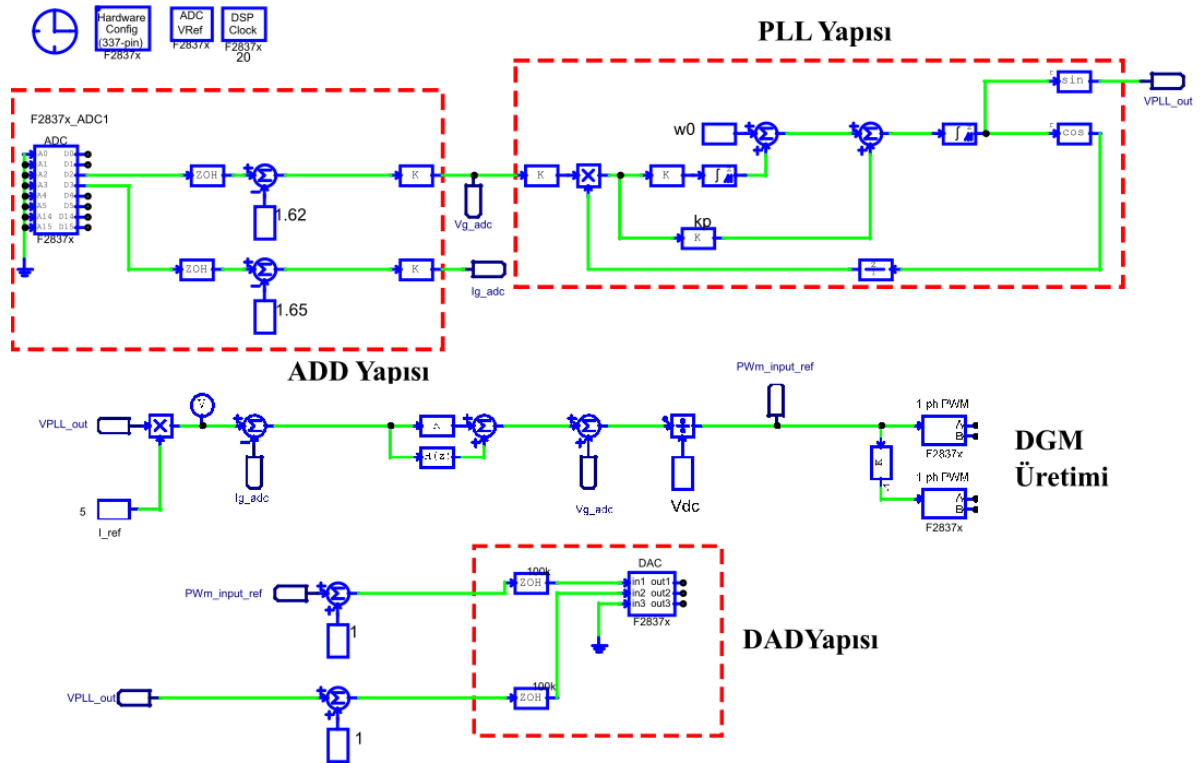 Hardware
Config
(337-pin)
F2837x
ADC
VRef
F2837x
DSP
Clock
F2837x
20
PLL Yapısı
F2837x_ADC1
ADC
A0 D0
A1 D1
A2 D2
A3 D3
A4 D4
A5 D5
A14 D14
A15 D15
F2837x
ZOH
1.62
K
Vg_adc
ZOH
1.65
K
Ig_adc
K
K
w0
kp
K
sin
cos
VPLL_out
ADD Yapısı
VPLL_out
V
5
I_ref
Ig_adc
H(z)
Vg_adc
Vdc
PWm_input_ref
K
-1
1 ph PWM
A
B
F2837x
1 ph PWM
A
B
F2837x
DGM
Üretimi
PWm_input_ref
1
100k
ZOH
DAC
in1 out1
in2 out2
in3 out3
F2837x
DADYapısı
VPLL_out
1
100k
ZOH